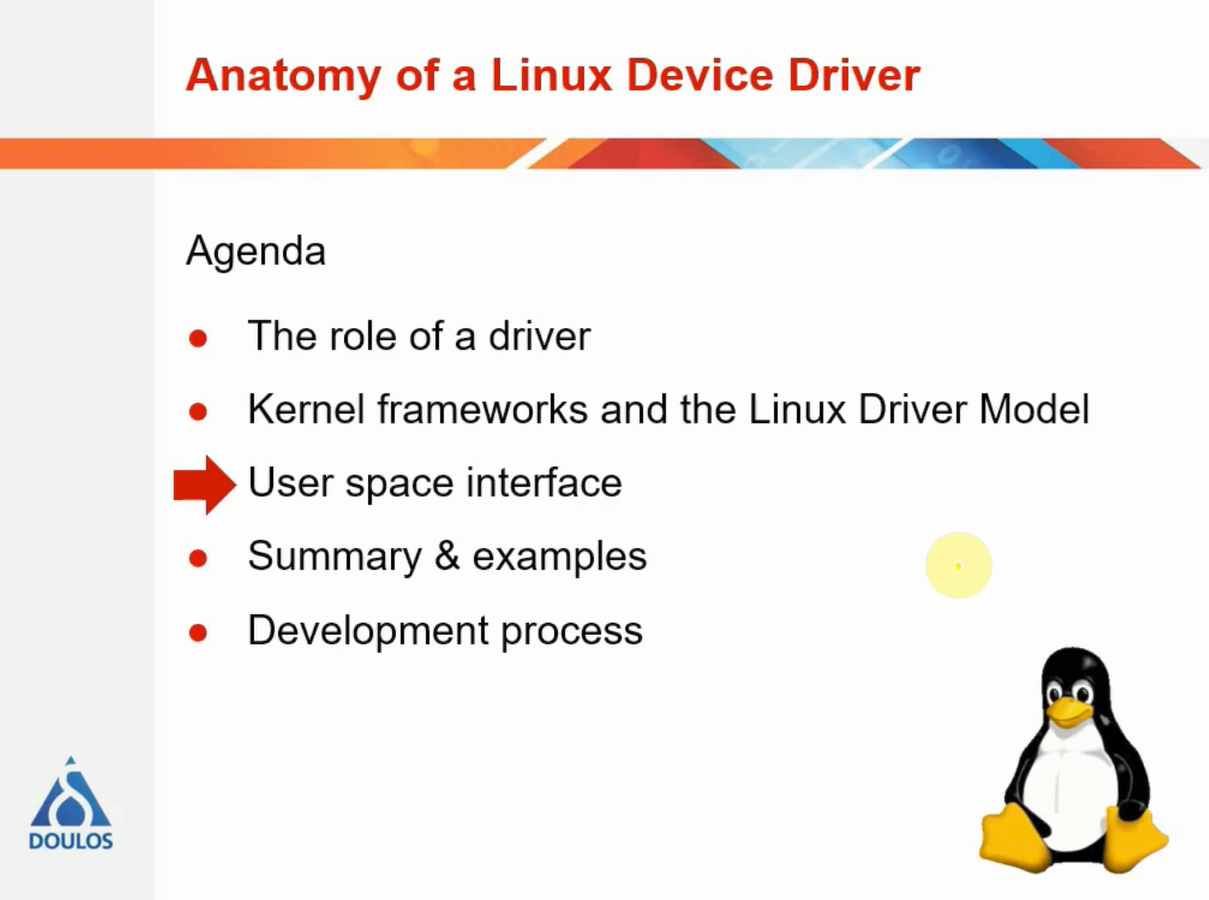 Anatomy of a Linux Device Driver
Agenda
The role of a driver
Kernel frameworks and the Linux Driver Model
User space interface
Summary & examples
Development process
DOULOS